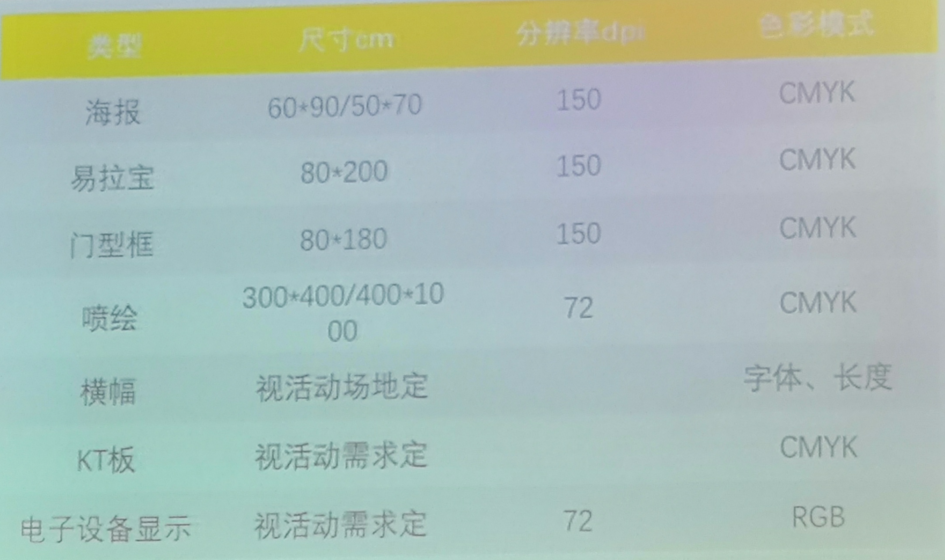 类型 尺寸cm 分辨率dpi 色彩模式
海报 60*90/50*70 150 CMYK
易拉宝 80*200 150 CMYK
门型框 80*180 150 CMYK
喷绘 300*400/400*10 72 CMYK
00
横幅 视活动场地定 字体、长度
KT板 视活动需求定 CMYK
电子设备显示 视活动需求定 72 RGB